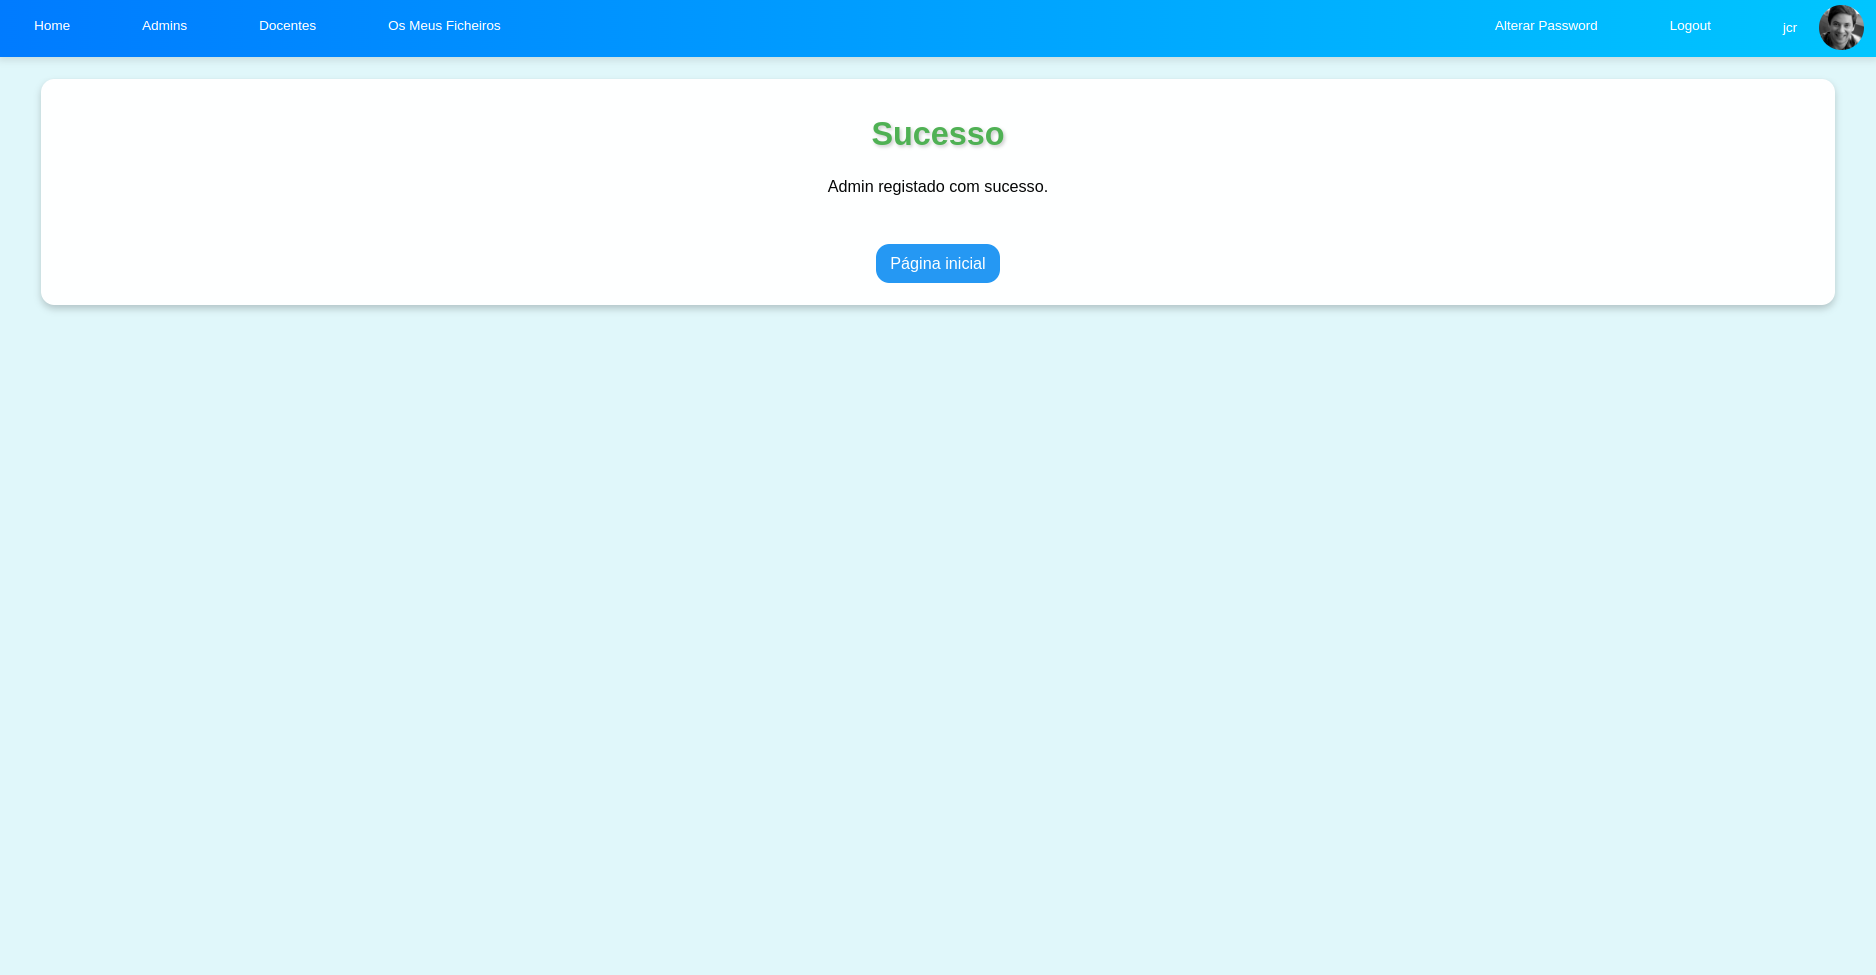 Home Admins Docentes Os Meus Ficheiros Alterar Password Logout jcr
Sucesso
Admin registado com sucesso.
Página inicial